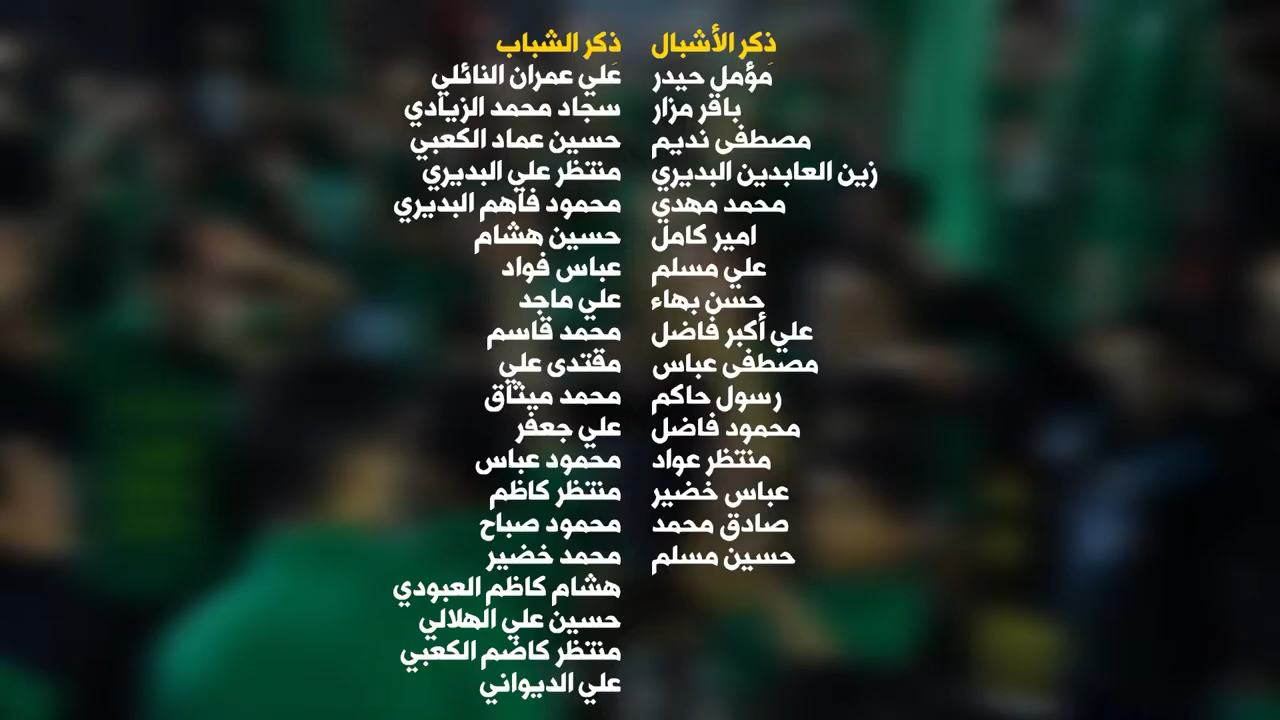 ذكر الأشبال
مؤمل حيدر
باقر مزار
مصطفى نديم
زين العابدين البديري
محمد مهدي
امير كامل
علي مسلم
حسن بهاء
علي أكبر فاضل
مصطفى عباس
رسول حاكم
محمود فاضل
منتظر عواد
عباس خضير
صادق محمد
حسين مسلم
ذكر الشباب
علي عمران النائلي
سجاد محمد الزيادي
حسين عماد الكعبي
منتظر علي البديري
محمود فاهم البديري
حسين هشام
عباس فواد
علي ماجد
محمد قاسم
مقتدى علي
محمد ميثاق
علي جعفر
محمود عباس
منتظر كاظم
محمود صباح
محمد خضير
هشام كاظم العبودي
حسين علي الهلالي
منتظر كاضم الكعبي
علي الديواني